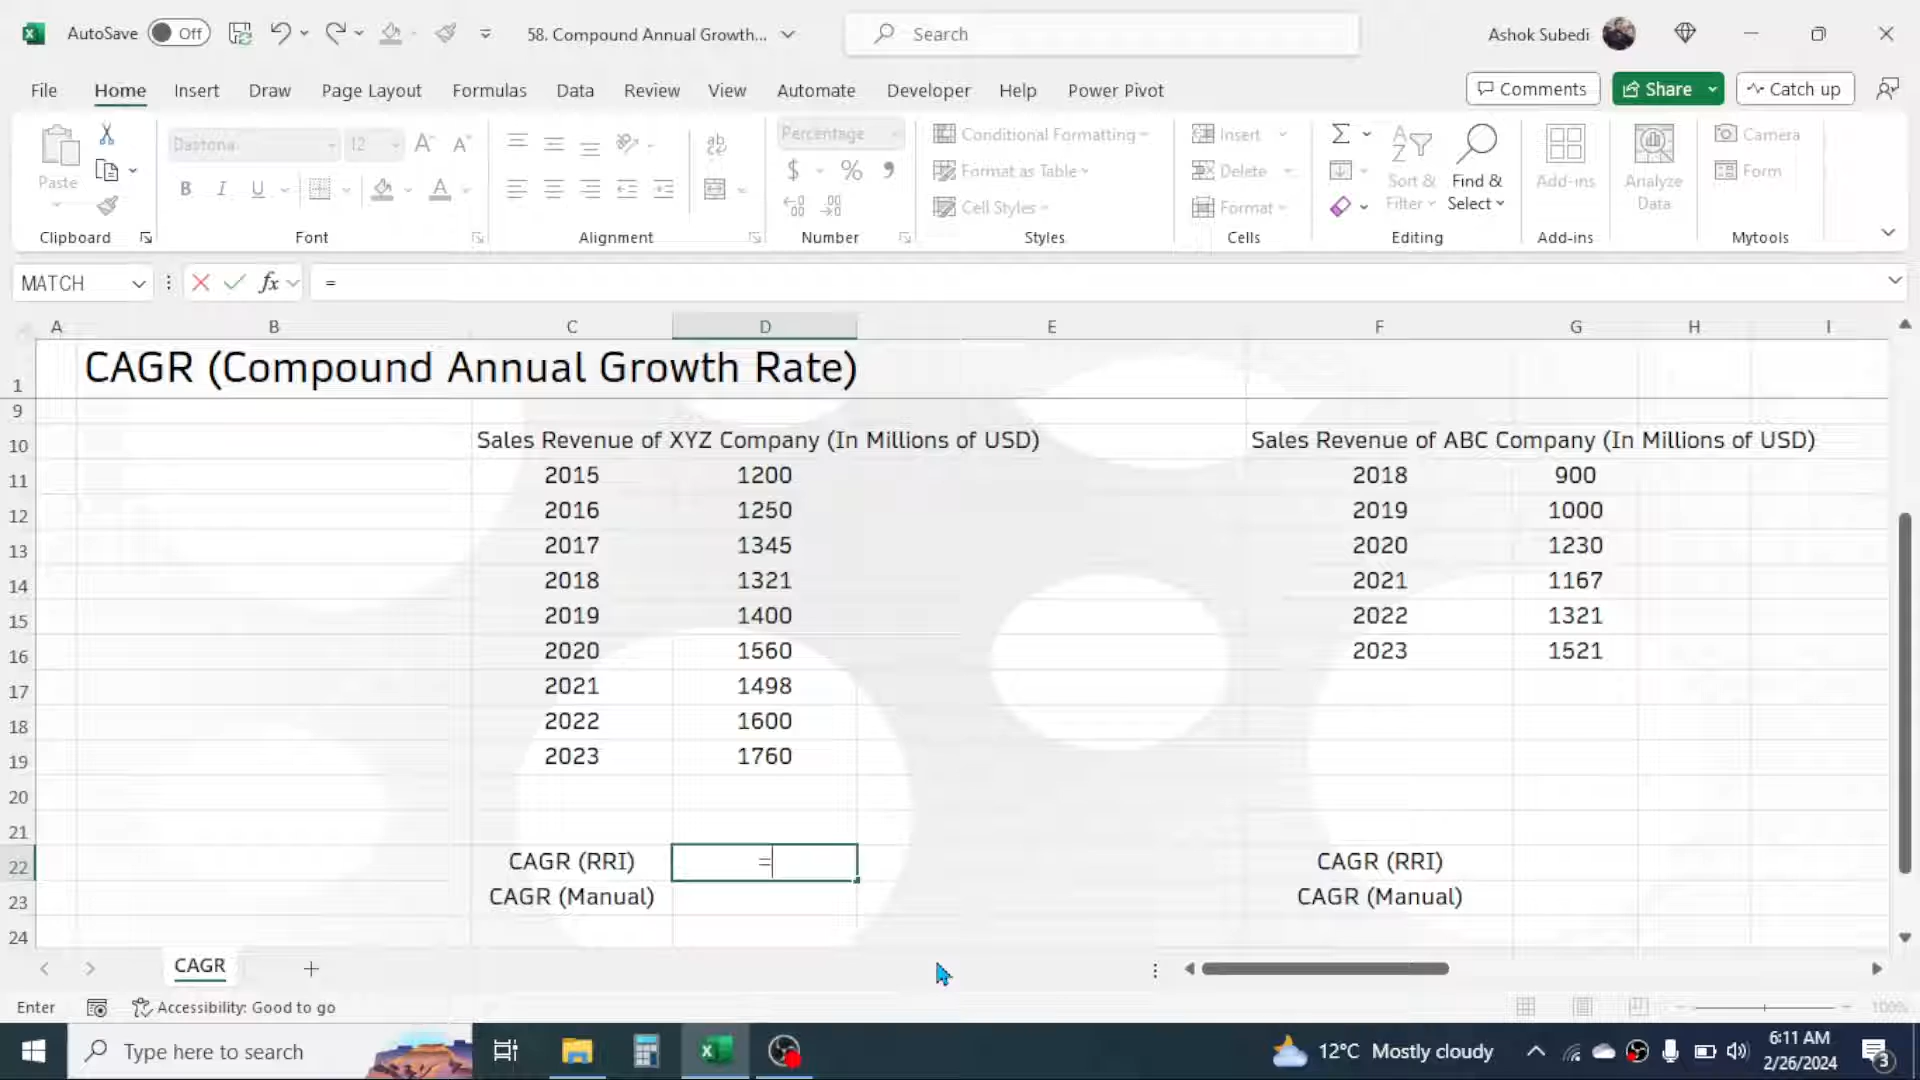 AutoSave Off 58. Compound Annual Growth... Search Ashok Subedi
File Home Insert Draw Page Layout Formulas Data Review View Automate Developer Help Power Pivot Comments Share Catch up
Paste 12 Percentage Conditional Formatting Insert Camera
B I U $ % Format as Table Delete Sort & Filter Find & Select Add-ins Analyze Data Form
Cell Styles Format
Clipboard Font Alignment Number Styles Cells Editing Add-ins Mytools
MATCH fx =
A B C D E F G H I
1 CAGR (Compound Annual Growth Rate)
9
10 Sales Revenue of XYZ Company (In Millions of USD) Sales Revenue of ABC Company (In Millions of USD)
11 2015 1200 2018 900
12 2016 1250 2019 1000
13 2017 1345 2020 1230
14 2018 1321 2021 1167
15 2019 1400 2022 1321
16 2020 1560 2023 1521
17 2021 1498
18 2022 1600
19 2023 1760
20
21
22 CAGR (RRI) = CAGR (RRI)
23 CAGR (Manual) CAGR (Manual)
24
CAGR
Enter Accessibility: Good to go 100%
Type here to search 12°C Mostly cloudy 6:11 AM
2/26/2024 3